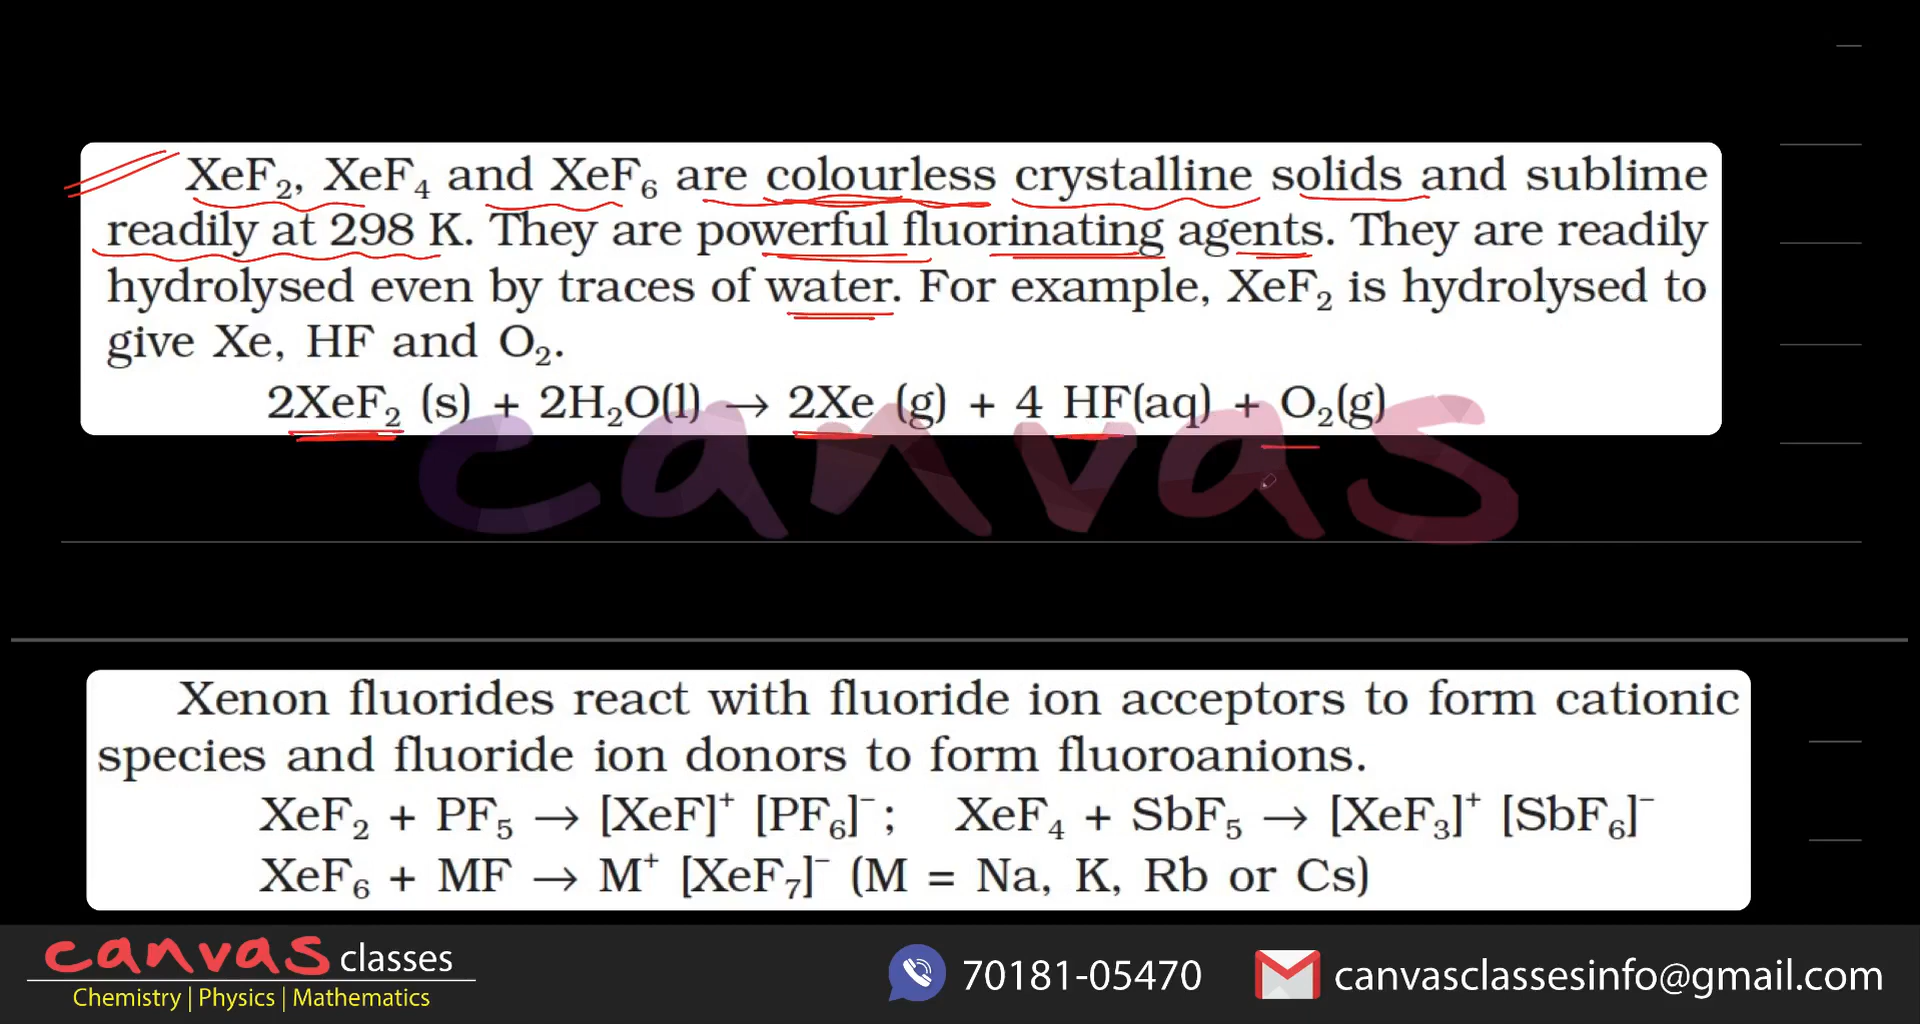 XeF₂, XeF₄ and XeF₆ are colourless crystalline solids and sublime
readily at 298 K. They are powerful fluorinating agents. They are readily
hydrolysed even by traces of water. For example, XeF₂ is hydrolysed to
give Xe, HF and O₂.
2XeF₂ (s) + 2H₂O(l) → 2Xe (g) + 4 HF(aq) + O₂(g)
canvas
Xenon fluorides react with fluoride ion acceptors to form cationic
species and fluoride ion donors to form fluoroanions.
XeF₂ + PF₅ → [XeF]⁺ [PF₆]⁻ ; XeF₄ + SbF₅ → [XeF₃]⁺ [SbF₆]⁻
XeF₆ + MF → M⁺ [XeF₇]⁻ (M = Na, K, Rb or Cs)
canvas classes
Chemistry | Physics | Mathematics
70181-05470
canvasclassesinfo@gmail.com